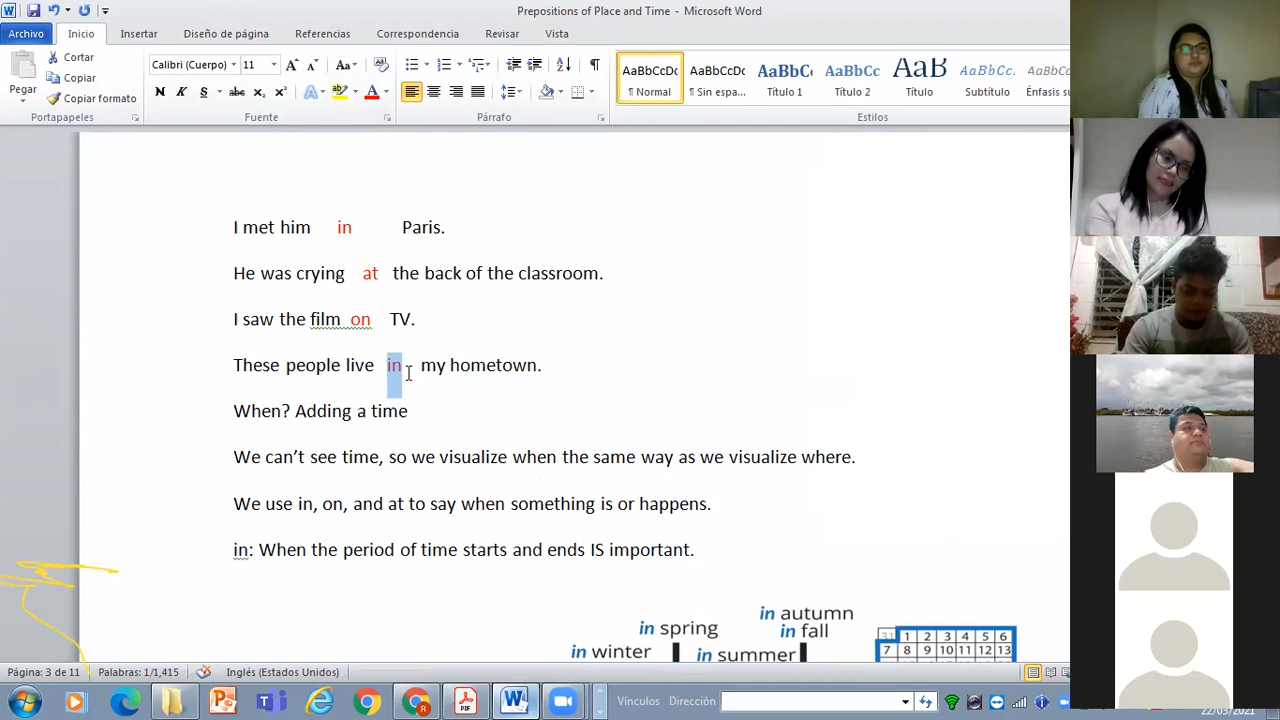 Prepositions of Place and Time - Microsoft Word
Archivo Inicio Insertar Diseño de página Referencias Correspondencia Revisar Vista
Pegar Cortar
Copiar
Copiar formato
Calibri (Cuerpo) 11
AaBbCcDc AaBbCcDc AaBbC AaBbCc AaB AaBbCc. AaBbCcDc
¶ Normal ¶ Sin espa... Título 1 Título 2 Título Subtítulo Énfasis su
Portapapeles Fuente Párrafo Estilos
I met him in Paris.
He was crying at the back of the classroom.
I saw the film on TV.
These people live in my hometown.
When? Adding a time
We can’t see time, so we visualize when the same way as we visualize where.
We use in, on, and at to say when something is or happens.
in: When the period of time starts and ends IS important.
in autumn
in spring in fall
in winter in summer
31 1 2 3 4 5 6
7 8 9 10 11 12 13
Página: 3 de 11 Palabras: 1/1,415 Inglés (Estados Unidos)
Vínculos Dirección
22/03/2021